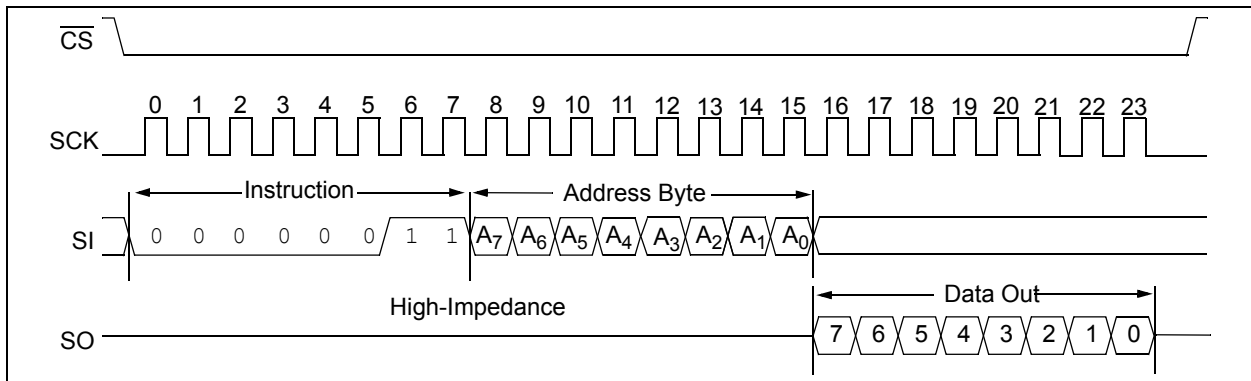 CS
0 1 2 3 4 5 6 7 8 9 10 11 12 13 14 15 16 17 18 19 20 21 22 23
SCK
Instruction Address Byte
SI 0 0 0 0 0 0 1 1 A7 A6 A5 A4 A3 A2 A1 A0
High-Impedance Data Out
SO 7 6 5 4 3 2 1 0